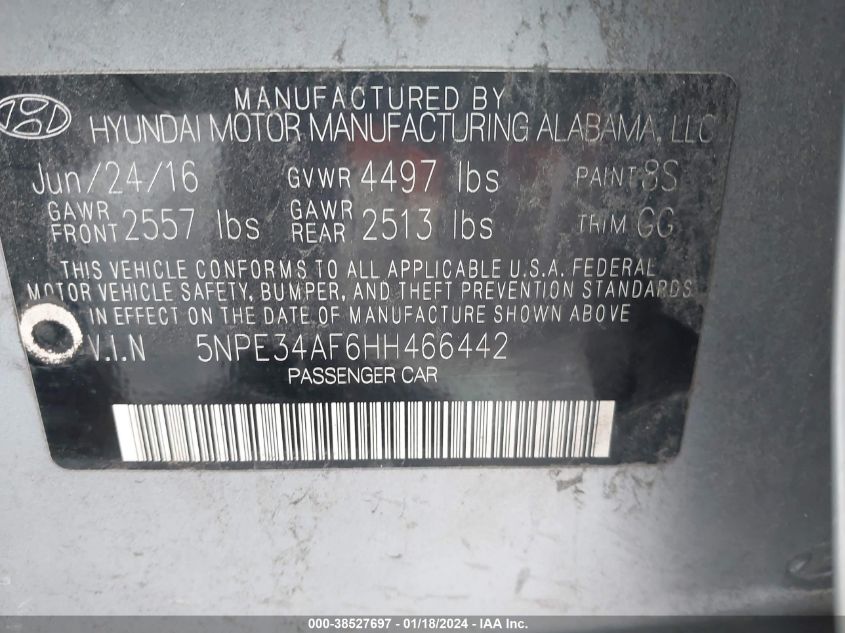 MANUFACTURED BY
HYUNDAI MOTOR MANUFACTURING ALABAMA, LLC
Jun/24/16 GVWR 4497 lbs PAINT 8S
GAWR FRONT 2557 lbs GAWR REAR 2513 lbs TRIM GG
THIS VEHICLE CONFORMS TO ALL APPLICABLE U.S.A. FEDERAL
MOTOR VEHICLE SAFETY, BUMPER, AND THEFT PREVENTION STANDARDS
IN EFFECT ON THE DATE OF MANUFACTURE SHOWN ABOVE
V.I.N 5NPE34AF6HH466442
PASSENGER CAR
000-38527697 - 01/18/2024 - IAA Inc.